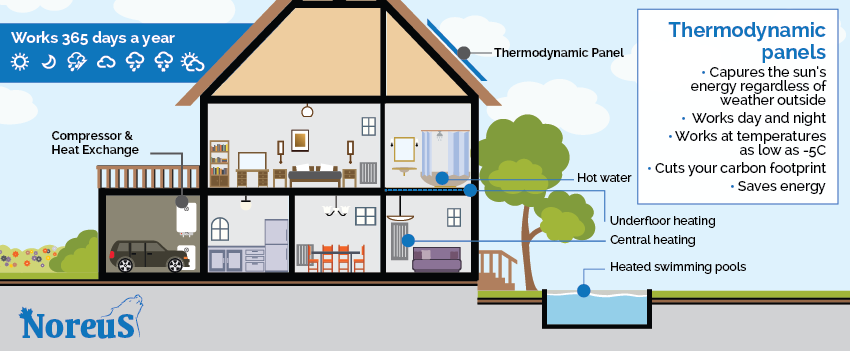 Works 365 days a year
Thermodynamic Panel
Thermodynamic
panels
• Capures the sun's
energy regardless of
weather outside
• Works day and night
• Works at temperatures
as low as -5C
• Cuts your carbon footprint
• Saves energy
Compressor &
Heat Exchange
Hot water
Underfloor heating
Central heating
Heated swimming pools
NoreuS